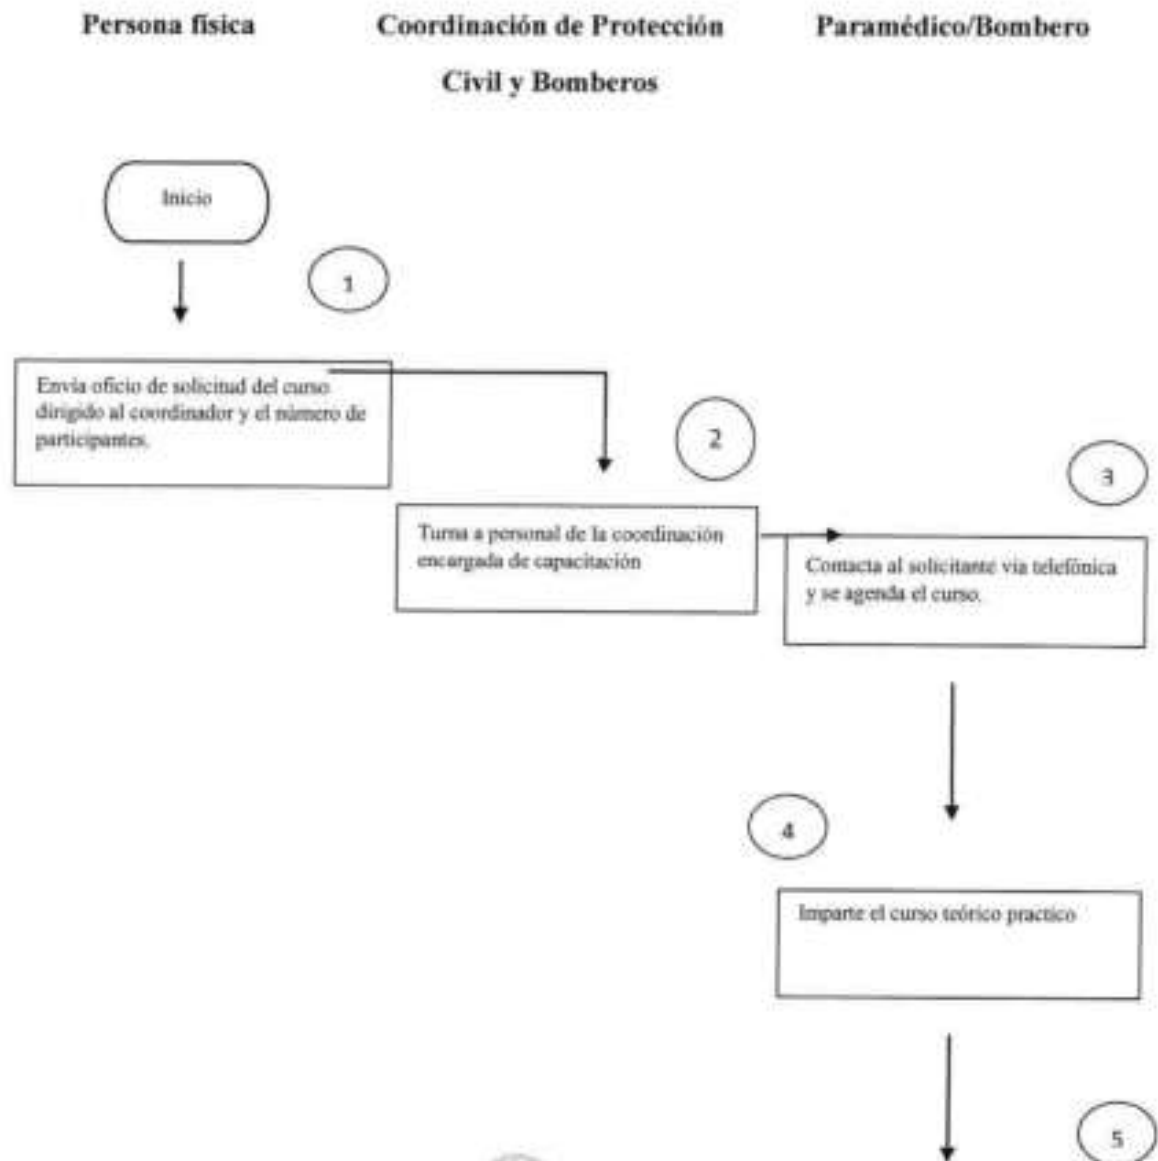 Persona física
Coordinación de Protección
Civil y Bomberos
Paramédico/Bombero
Inicio
1
Envía oficio de solicitud del curso
dirigido al coordinador y el número de
participantes.
2
Turna a personal de la coordinación
encargada de capacitación
3
Contacta al solicitante via telefónica
y se agenda el curso.
4
Imparte el curso teórico practico
5